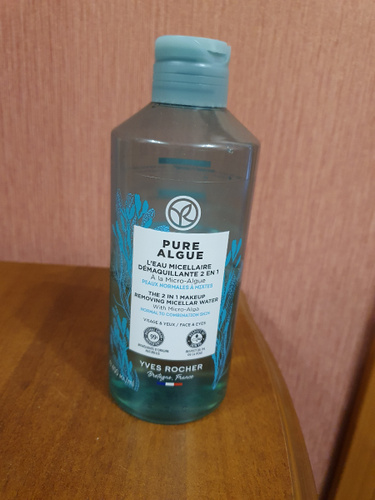 PURE
ALGUE
L'EAU MICELLAIRE
DÉMAQUILLANTE 2 EN 1
À la Micro-Algue
PEAUX NORMALES À MIXTES
THE 2 IN 1 MAKEUP
REMOVING MICELLAR WATER
With Micro-Algae
NORMAL TO COMBINATION SKIN
VISAGE & YEUX / FACE & EYES
YVES ROCHER
Bretagne, France